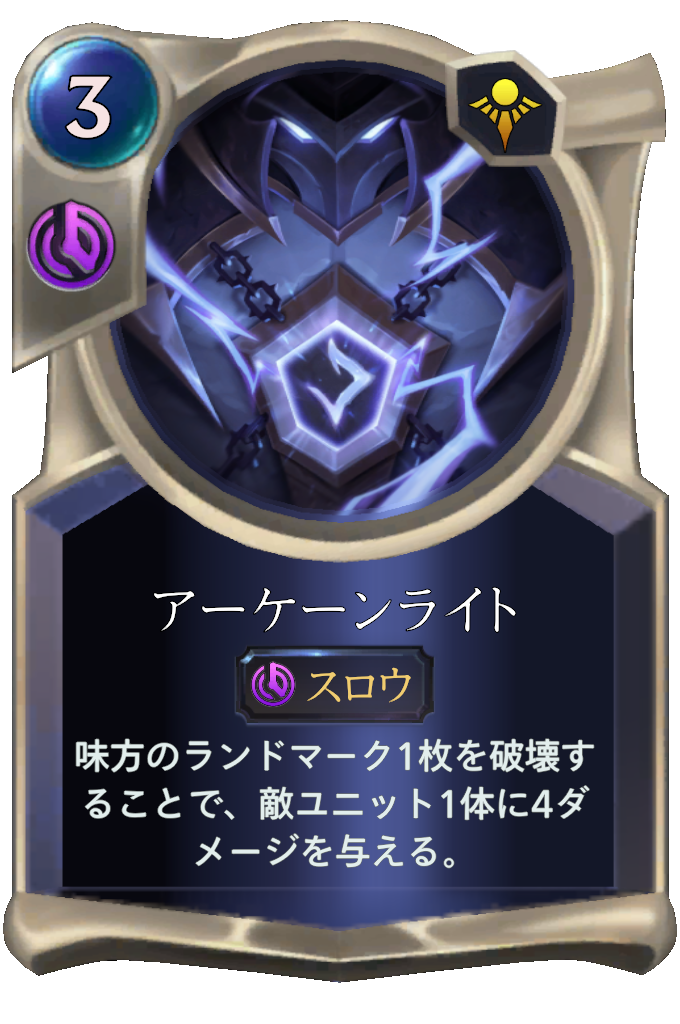 3
アーケーンライト
スロウ
味方のランドマーク1枚を破壊す
ることで、敵ユニット1体に4ダ
メージを与える。